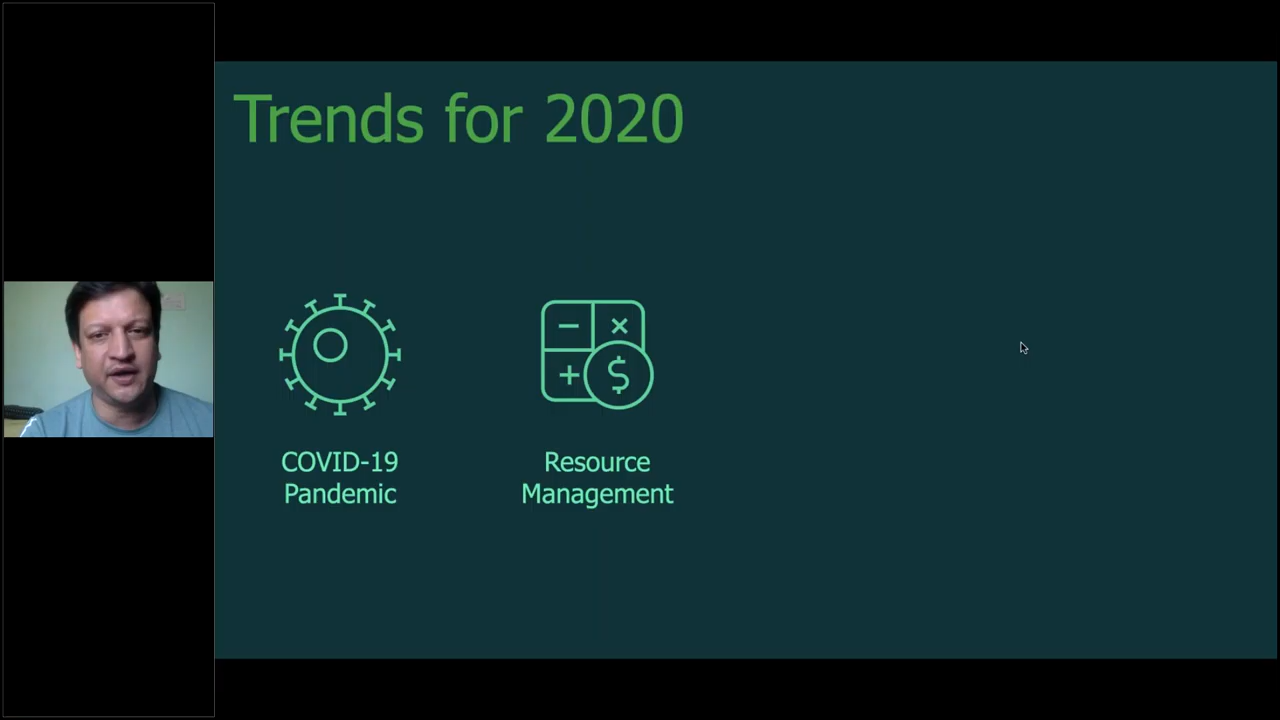 Trends for 2020
COVID-19
Pandemic
Resource
Management